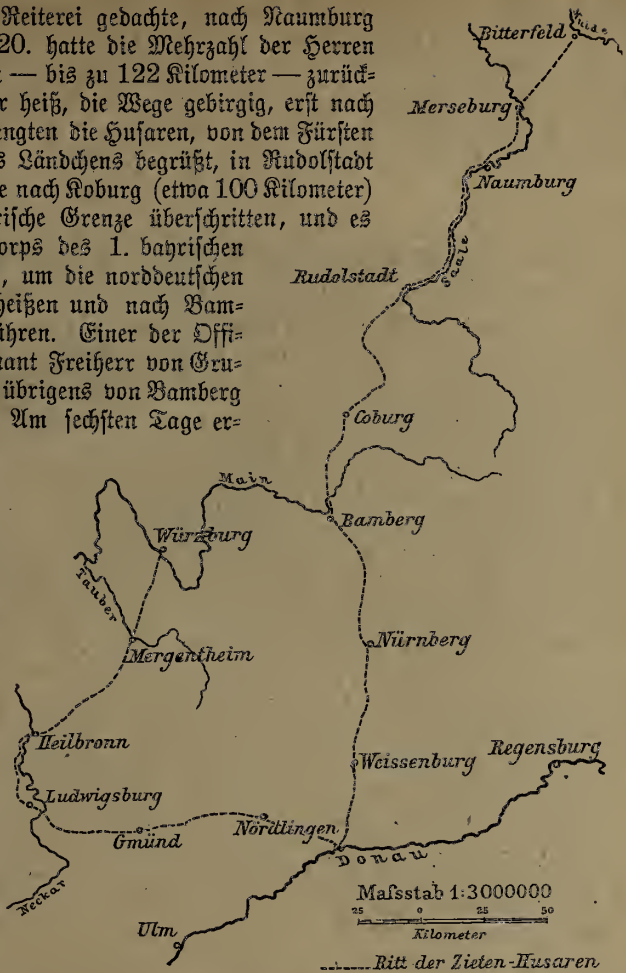 Reiterei gedachte, nach Naumburg
20. hatte die Mehrzahl der Herren
— bis zu 122 Kilometer — zurück=
r heiß, die Wege gebirgig, erst nach
ngten die Husaren, von dem Fürsten
s Ländchens begrüßt, in Rudolstadt
e nach Koburg (etwa 100 Kilometer)
rische Grenze überschritten, und es
orps des 1. bayrischen
, um die norddeutschen
heißen und nach Bam=
ühren. Einer der Offi=
nant Freiherr von Gru=
übrigens von Bamberg
Am sechsten Tage er=
Bitterfeld
Mulde
Merseburg
Naumburg
Saale
Rudolstadt
Coburg
Main
Bamberg
Würzburg
Tauber
Mergentheim
Nürnberg
Heilbronn
Weissenburg
Regensburg
Ludwigsburg
Gmünd
Nördlingen
Donau
Neckar
Ulm
Maſsstab 1:3000000
25 0 25 50
Kilometer
Ritt der Zieten-Husaren